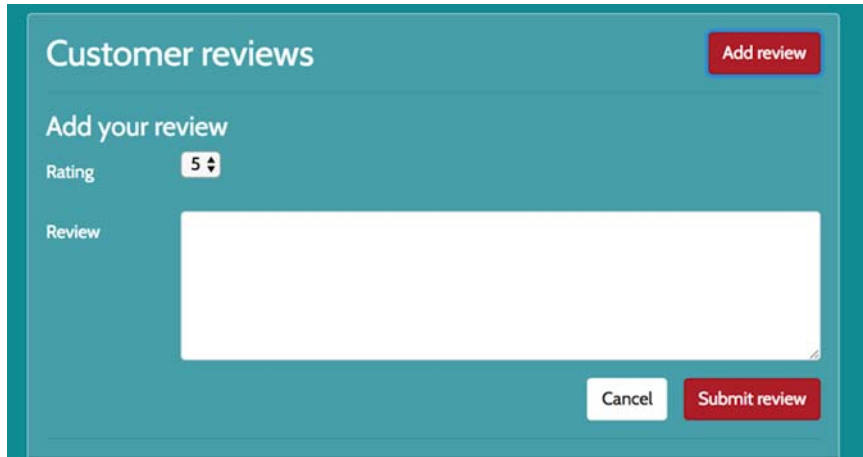 Customer reviews
Add review
Add your review
Rating
5
Review
Cancel
Submit review